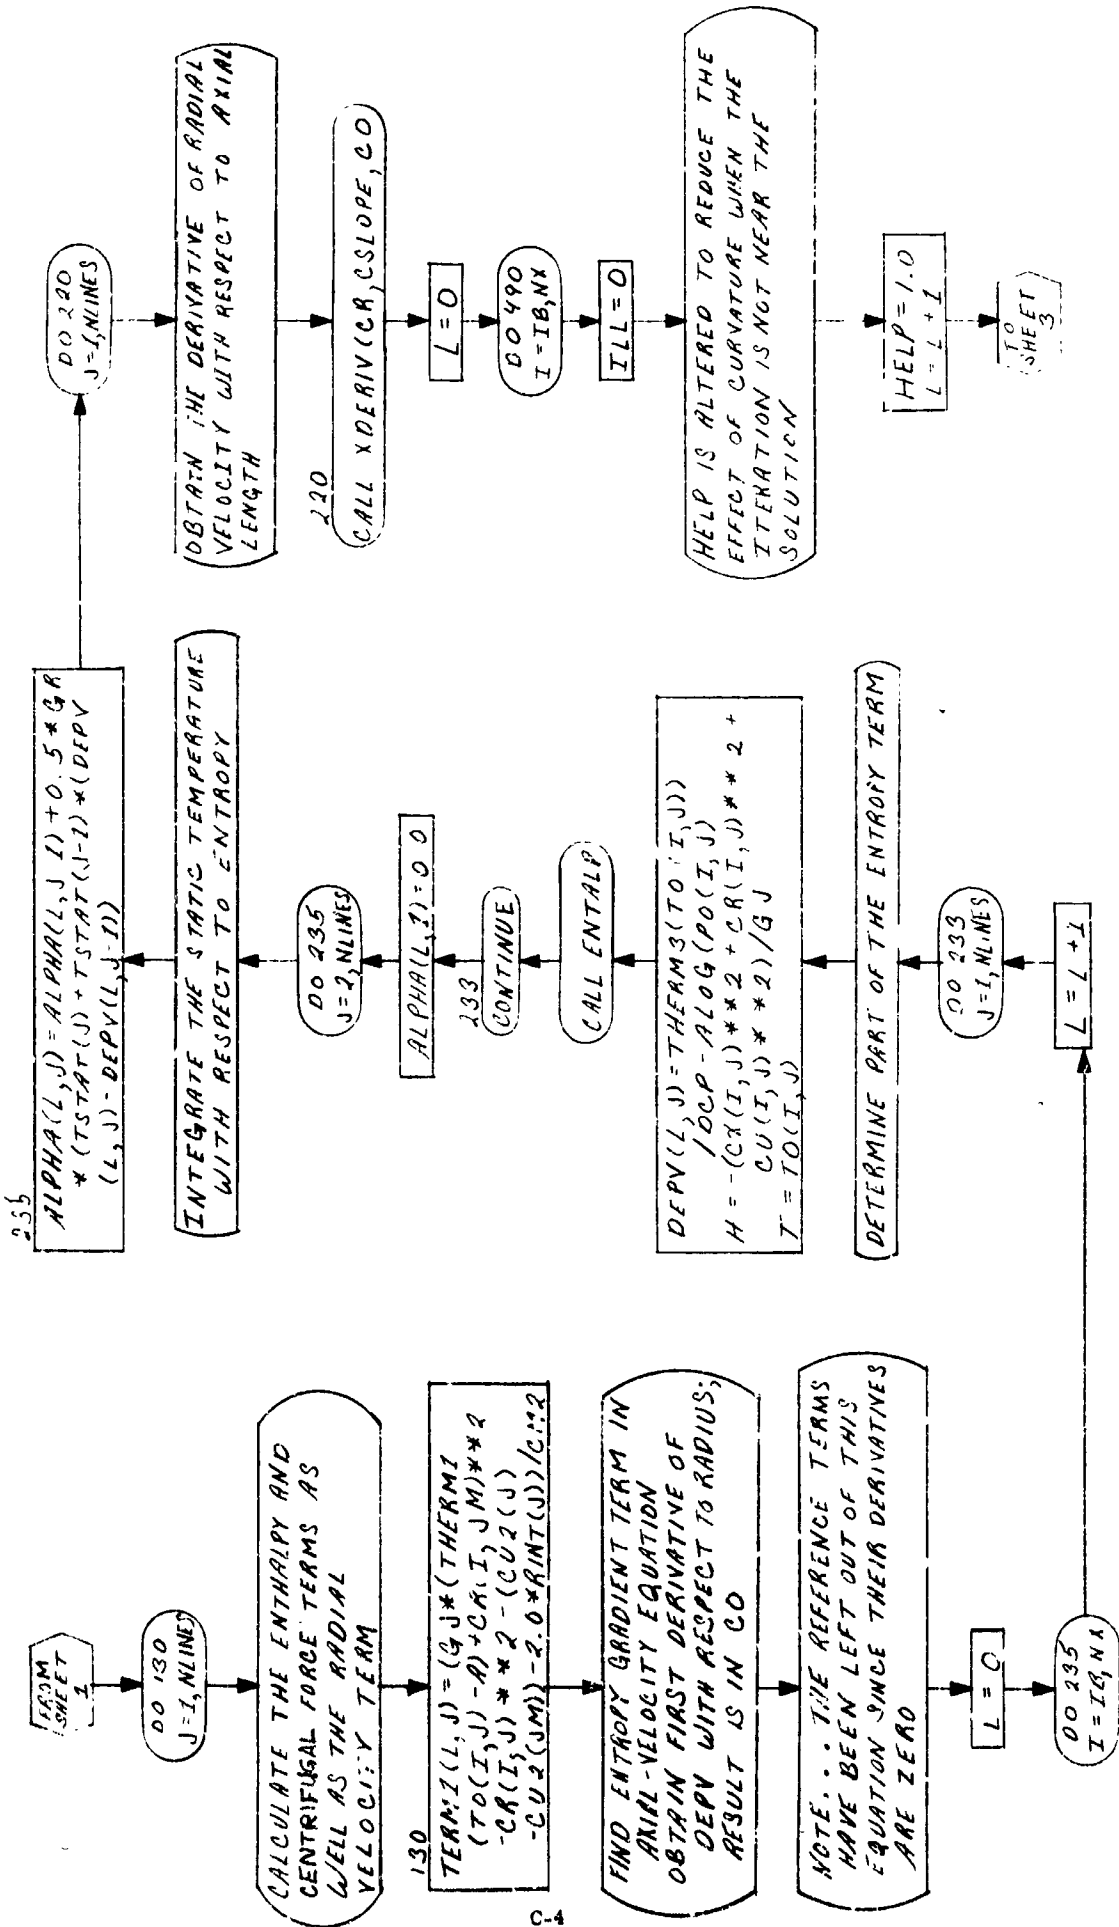 FROM
SHEET
1
DO 130
J=1,NLINES
CALCULATE THE ENTHALPY AND
CENTRIFUGAL FORCE TERMS AS
WELL AS THE RADIAL
VELOCITY TERM
130
TERM1(L,J)=(GJ*(THERM1
(TO(I,J)-A)+CR(I,JM)**2
-CR(I,J)**2-(CU2(J)
-CU2(JM))-2.0*RINT(J))/CM2
FIND ENTROPY GRADIENT TERM IN
AXIAL-VELOCITY EQUATION
OBTAIN FIRST DERIVATIVE OF
DEPV WITH RESPECT TO RADIUS;
RESULT IS IN CO
NOTE... THE REFERENCE TERMS
HAVE BEEN LEFT OUT OF THIS
EQUATION SINCE THEIR DERIVATIVES
ARE ZERO
L=0
DO 235
I=IB,NX
L=L+1
DO 233
J=1,NLINES
DETERMINE PART OF THE ENTROPY TERM
DEPV(L,J)=THERM3(TO(I,J))
/DCP-ALOG(PO(I,J)
H=-(CX(I,J)**2+CR(I,J)**2+
CU(I,J)**2)/GJ
T=TO(I,J)
CALL ENTALP
233
CONTINUE
ALPHA(L,1)=0 0
DO 235
J=2,NLINES
INTEGRATE THE STATIC TEMPERATURE
WITH RESPECT TO ENTROPY
235
ALPHA(L,J)=ALPHA(L,J 1)+0.5*GR
*(TSTAT(J)+TSTAT(J-1)*(DEPV
(L,J)-DEPV(L,J-1))
DO 220
J=1,NLINES
OBTAIN THE DERIVATIVE OF RADIAL
VELOCITY WITH RESPECT TO AXIAL
LENGTH
220
CALL XDERIV(CR,CSLOPE,CO
L=0
DO 490
I=IB,NX
ILL=0
HELP IS ALTERED TO REDUCE THE
EFFECT OF CURVATURE WHEN THE
ITERATION IS NOT NEAR THE
SOLUTION
HELP=1.0
L=L+1
TO
SHEET
3
C-4